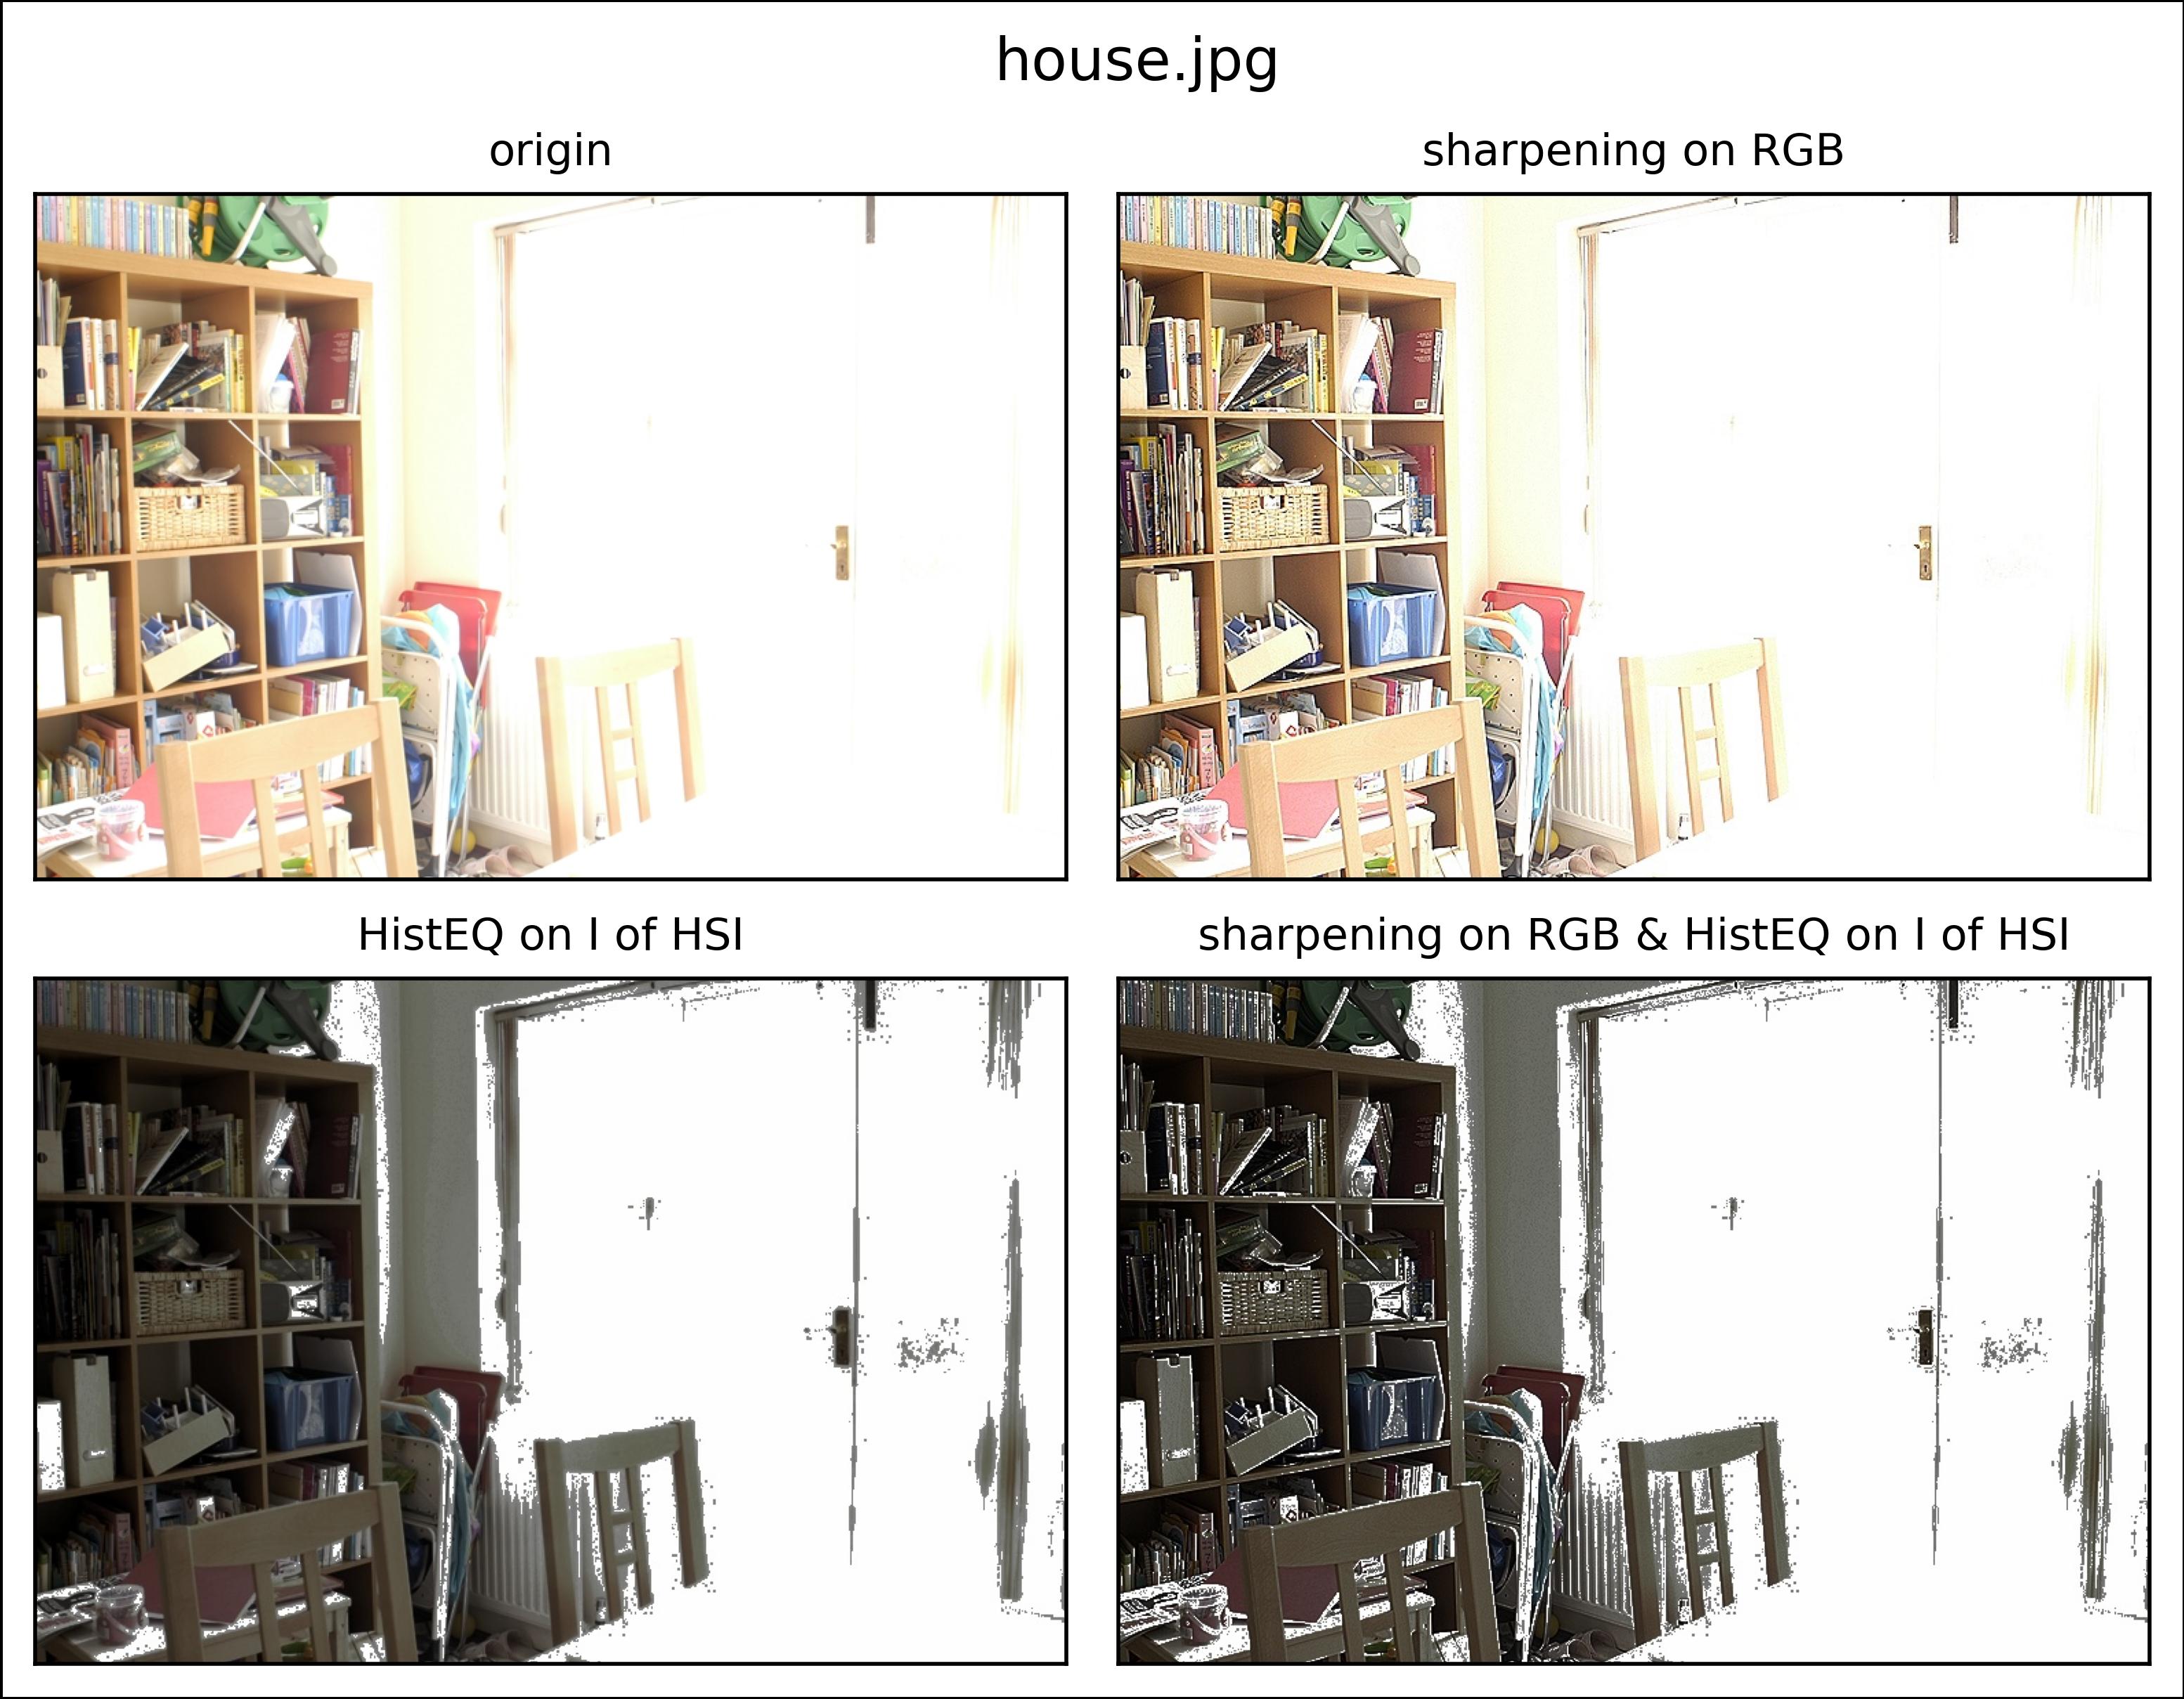 house.jpg
origin
sharpening on RGB
HistEQ on I of HSI
sharpening on RGB & HistEQ on I of HSI